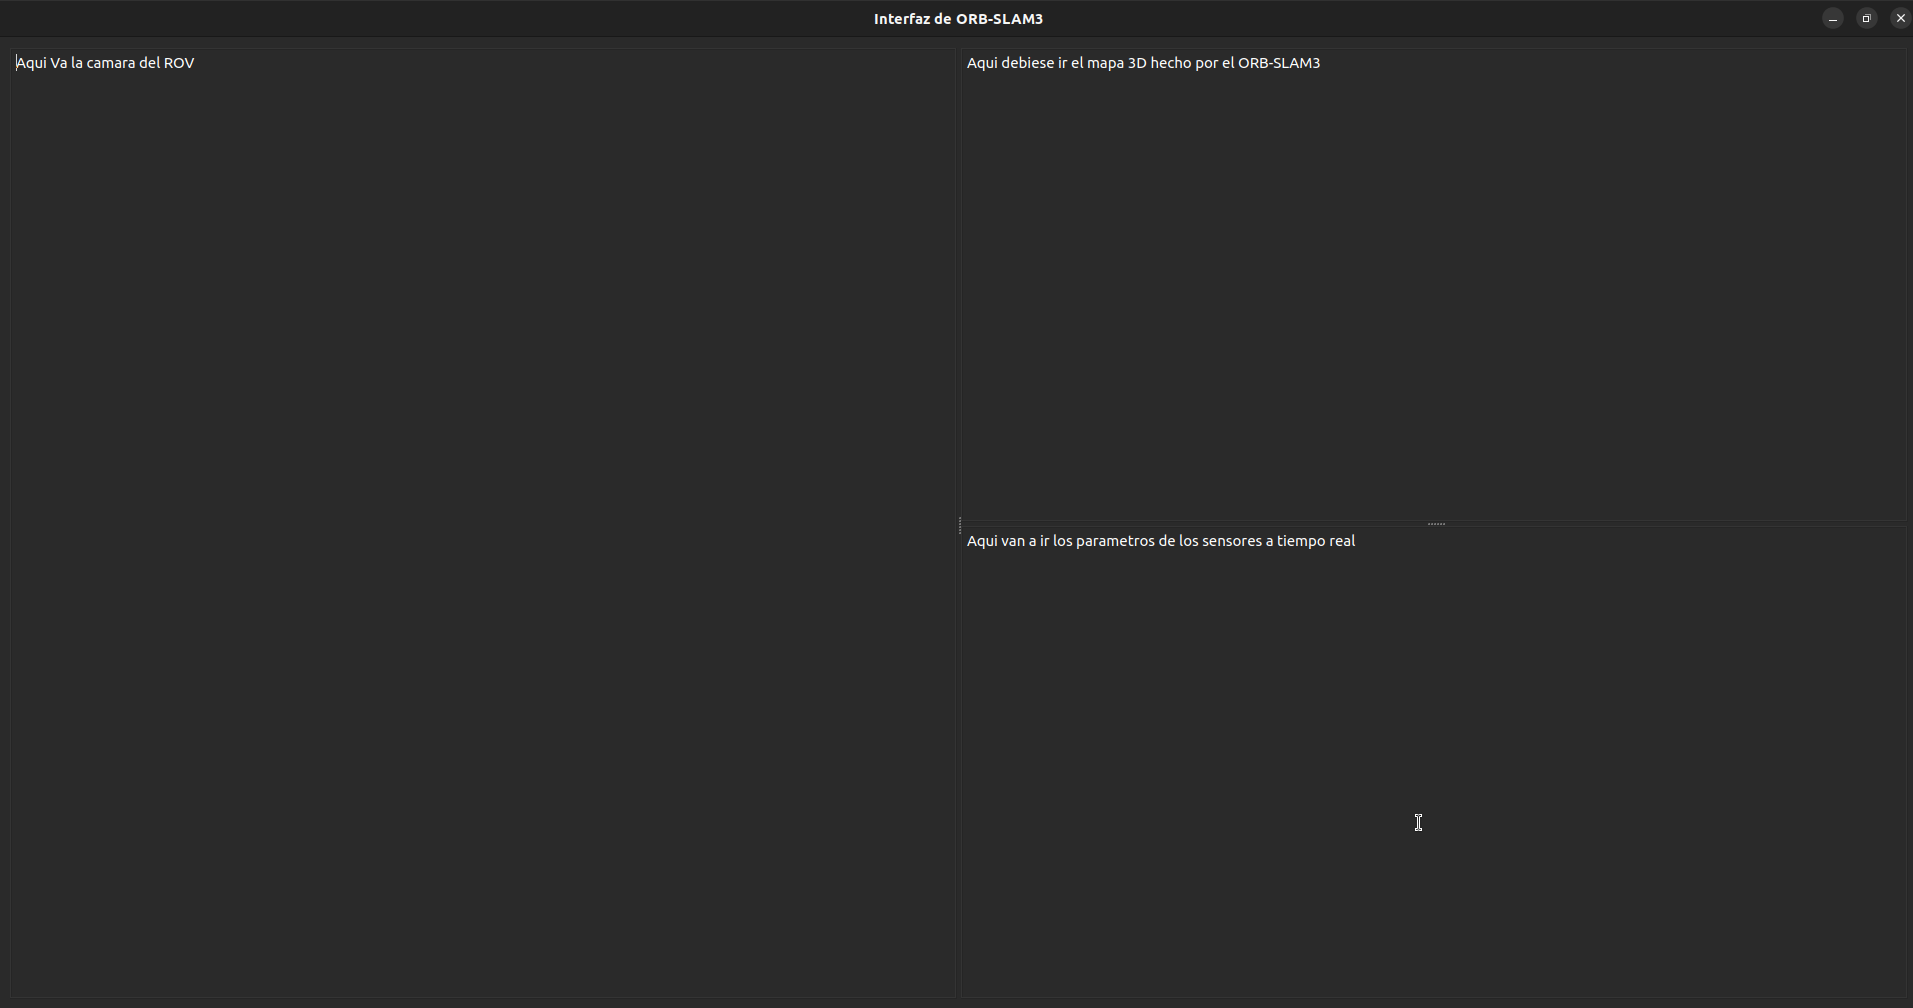 Interfaz de ORB-SLAM3
Aqui Va la camara del ROV
Aqui debiese ir el mapa 3D hecho por el ORB-SLAM3
Aqui van a ir los parametros de los sensores a tiempo real